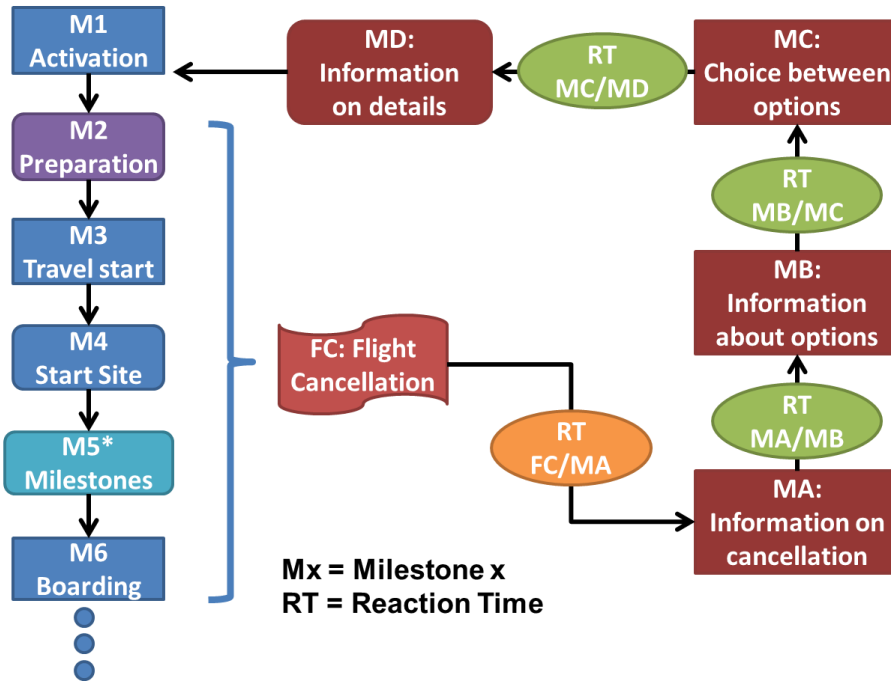 M1
Activation
M2
Preparation
M3
Travel start
M4
Start Site
M5*
Milestones
M6
Boarding
FC: Flight
Cancellation
RT
FC/MA
MA:
Information on
cancellation
RT
MA/MB
MB:
Information
about options
RT
MB/MC
MC:
Choice between
options
RT
MC/MD
MD:
Information
on details
Mx = Milestone x
RT = Reaction Time